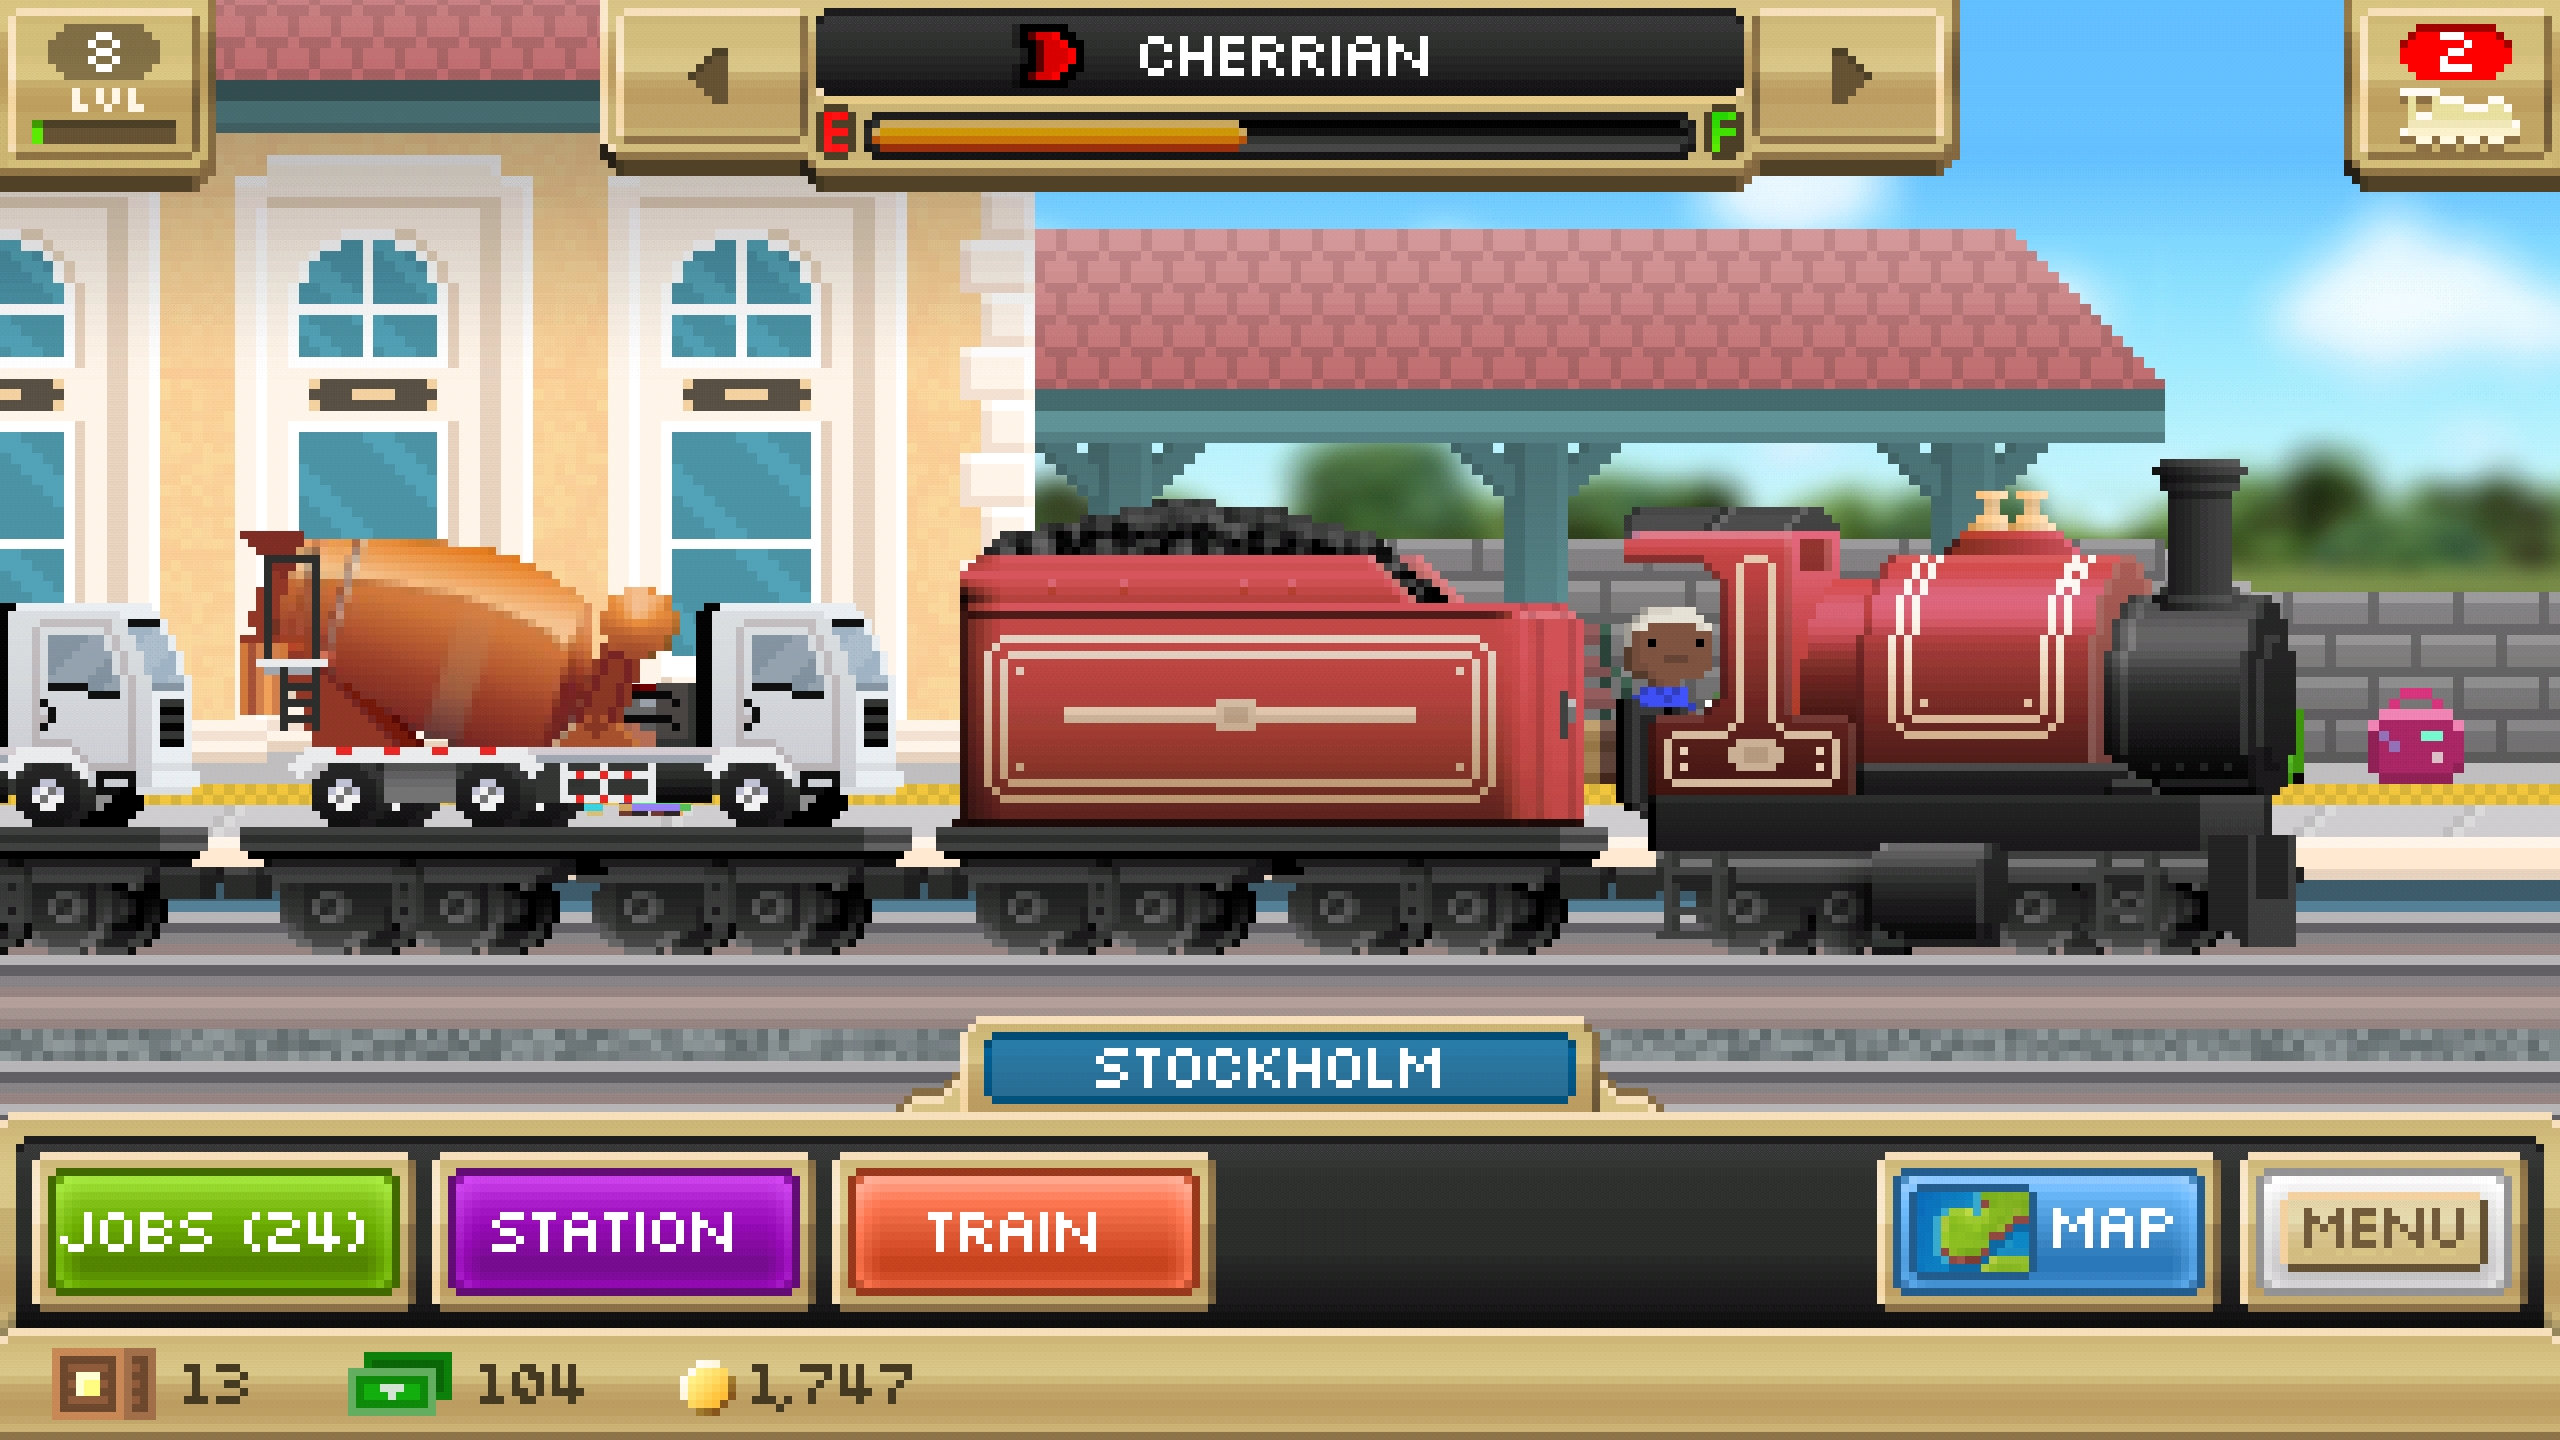 8
LVL
CHERRIAN
E F
2
STOCKHOLM
JOBS (24) STATION TRAIN MAP MENU
13 104 1,747